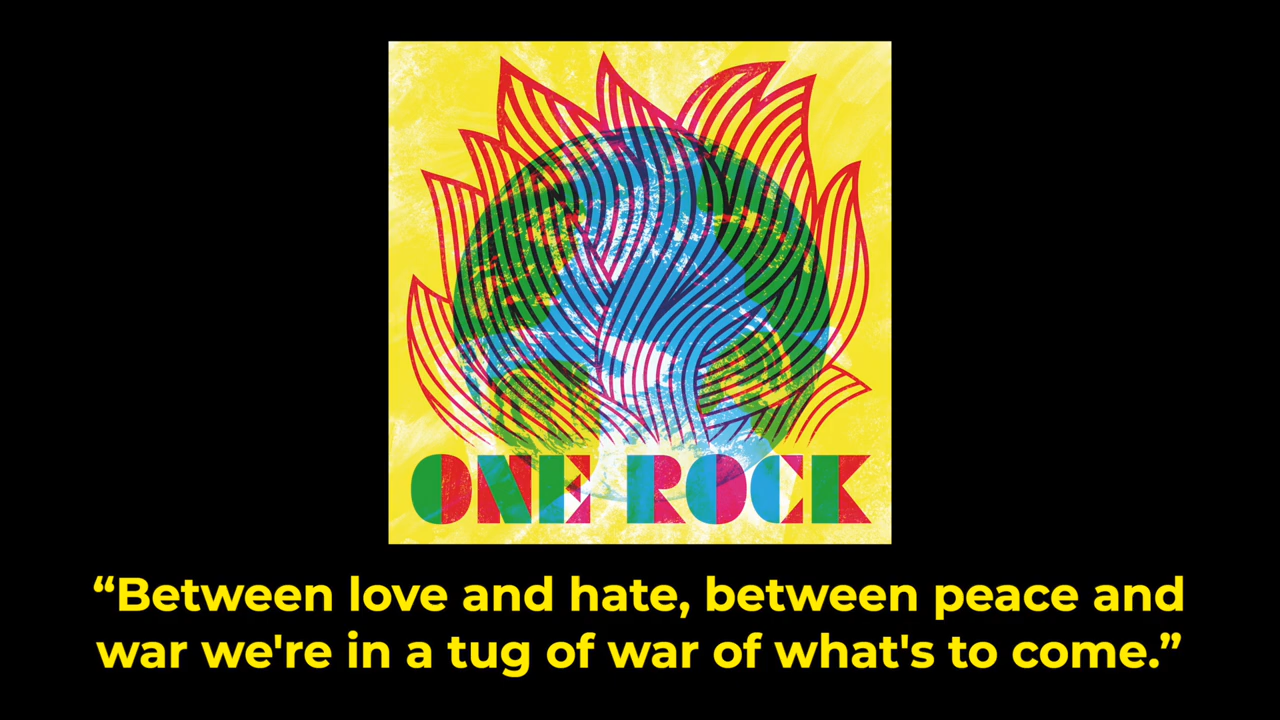 ONE ROCK
“Between love and hate, between peace and
war we're in a tug of war of what's to come.”